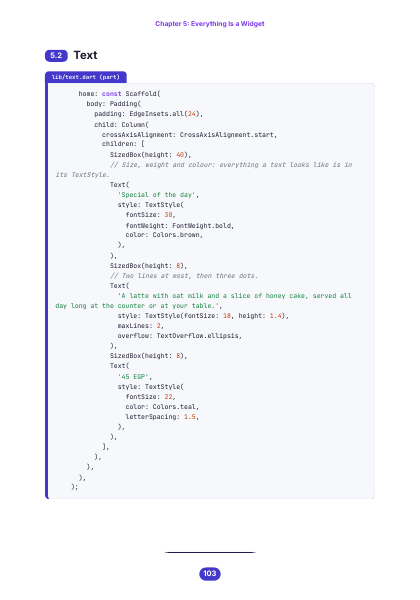 Chapter 5: Everything Is a Widget
5.2 Text
lib/text.dart (part)
home: const Scaffold(
body: Padding(
padding: EdgeInsets.all(24),
child: Column(
crossAxisAlignment: CrossAxisAlignment.start,
children: [
SizedBox(height: 40),
// Size, weight and colour: everything a text looks like is in
its TextStyle.
Text(
'Special of the day',
style: TextStyle(
fontSize: 30,
fontWeight: FontWeight.bold,
color: Colors.brown,
),
),
SizedBox(height: 8),
// Two lines at most, then three dots.
Text(
'A latte with oat milk and a slice of honey cake, served all
day long at the counter or at your table.',
style: TextStyle(fontSize: 18, height: 1.4),
maxLines: 2,
overflow: TextOverflow.ellipsis,
),
SizedBox(height: 8),
Text(
'45 EGP',
style: TextStyle(
fontSize: 22,
color: Colors.teal,
letterSpacing: 1.5,
),
),
],
),
),
),
);
103